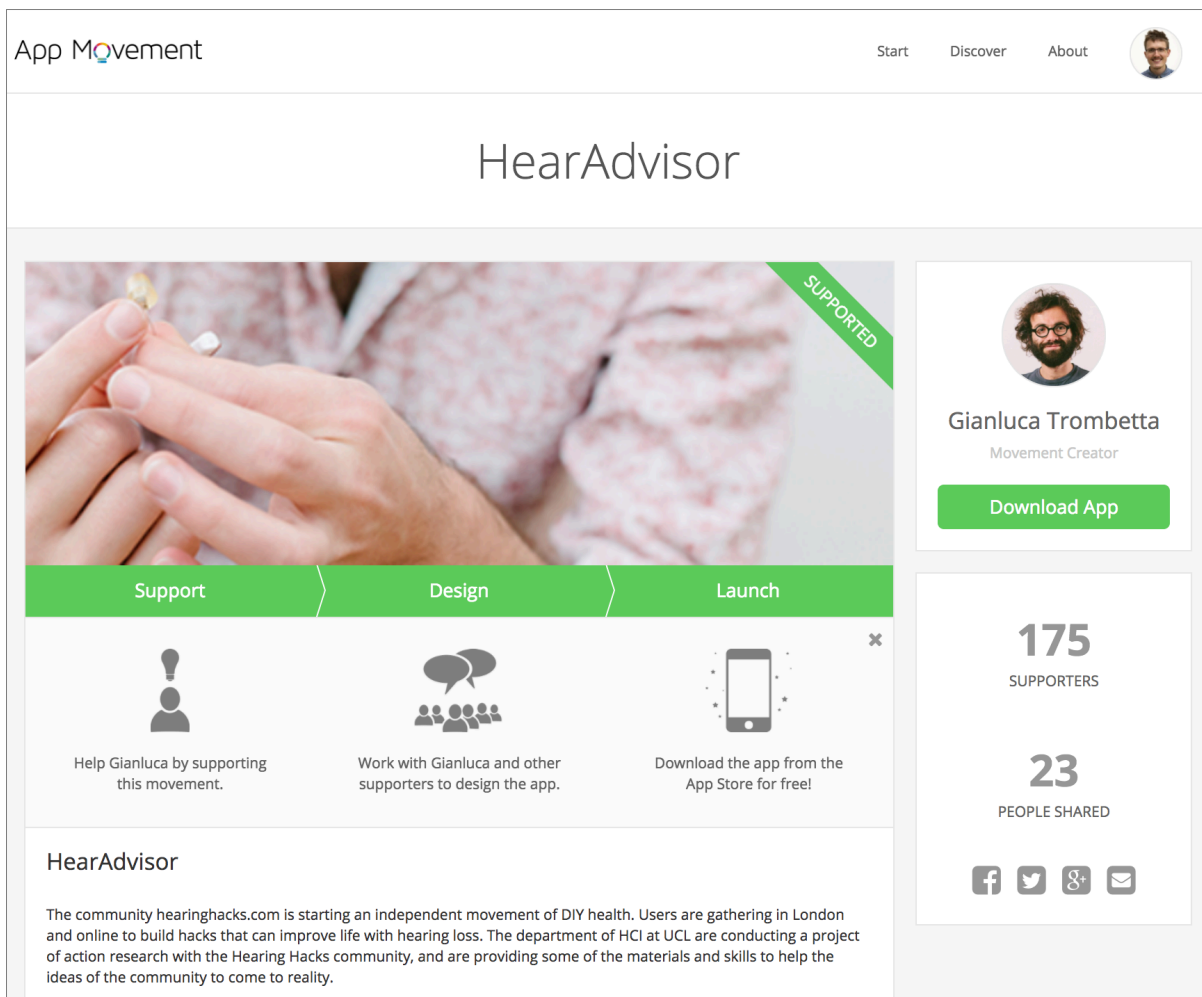 App Movement
Start
Discover
About
HearAdvisor
SUPPORTED
Gianluca Trombetta
Movement Creator
Download App
Support
Design
Launch
Help Gianluca by supporting
this movement.
Work with Gianluca and other
supporters to design the app.
Download the app from the
App Store for free!
175
SUPPORTERS
23
PEOPLE SHARED
HearAdvisor
The community hearinghacks.com is starting an independent movement of DIY health. Users are gathering in London
and online to build hacks that can improve life with hearing loss. The department of HCI at UCL are conducting a project
of action research with the Hearing Hacks community, and are providing some of the materials and skills to help the
ideas of the community to come to reality.